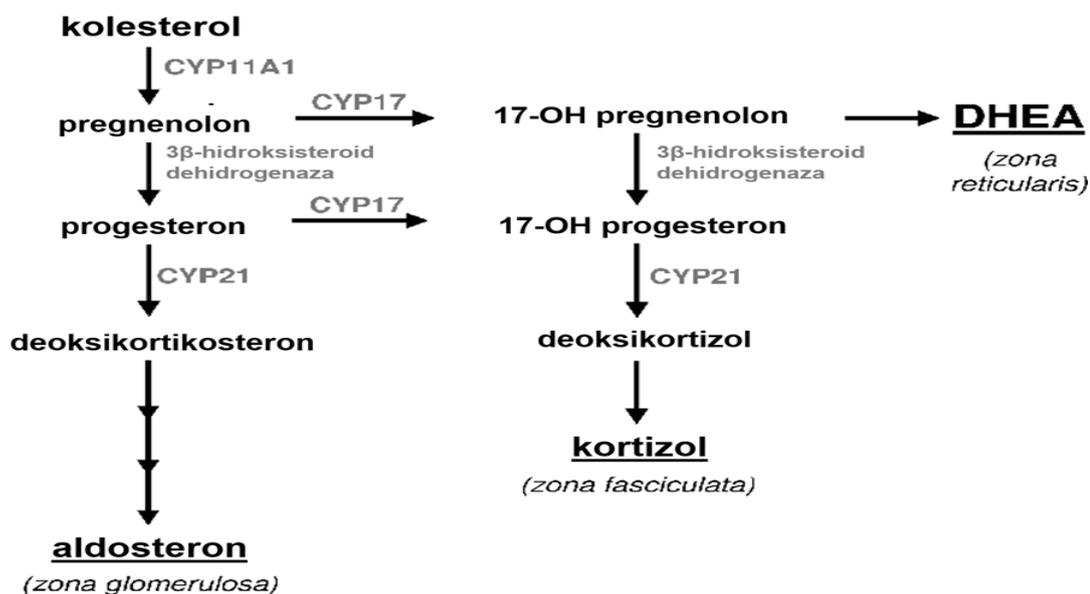 kolesterol
CYP11A1
pregnenolon
CYP17
17-OH pregnenolon
DHEA
(zona
reticularis)
3β-hidroksisteroid
dehidrogenaza
3β-hidroksisteroid
dehidrogenaza
progesteron
CYP17
17-OH progesteron
CYP21
CYP21
deoksikortikosteron
deoksikortizol
kortizol
(zona fasciculata)
aldosteron
(zona glomerulosa)